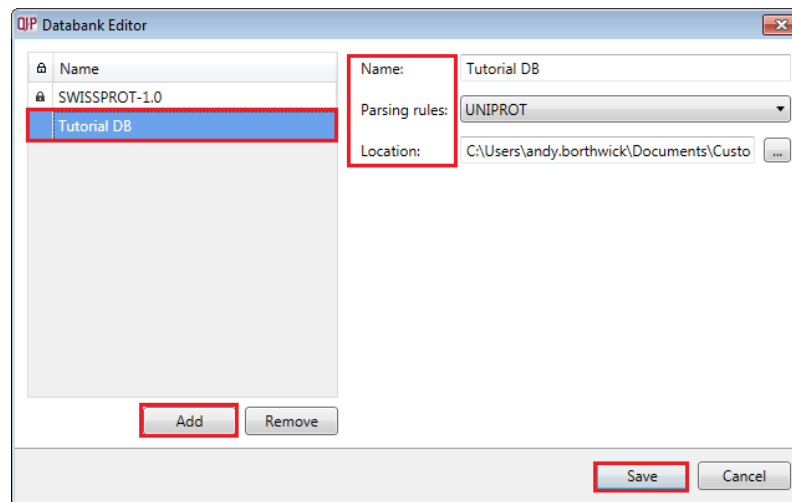 QI-P Databank Editor
Name
SWISSPROT-1.0
Tutorial DB
Name: Tutorial DB
Parsing rules: UNIPROT
Location: C:\Users\andy.borthwick\Documents\Custo ...
Add Remove
Save Cancel